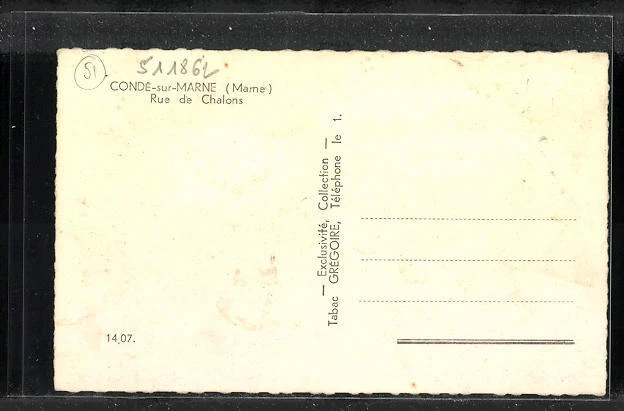 51
511862
CONDÉ-sur-MARNE (Marne)
Rue de Chalons
— Exclusivité, Collection —
Tabac GRÉGOIRE, Téléphone le 1.
14.07.